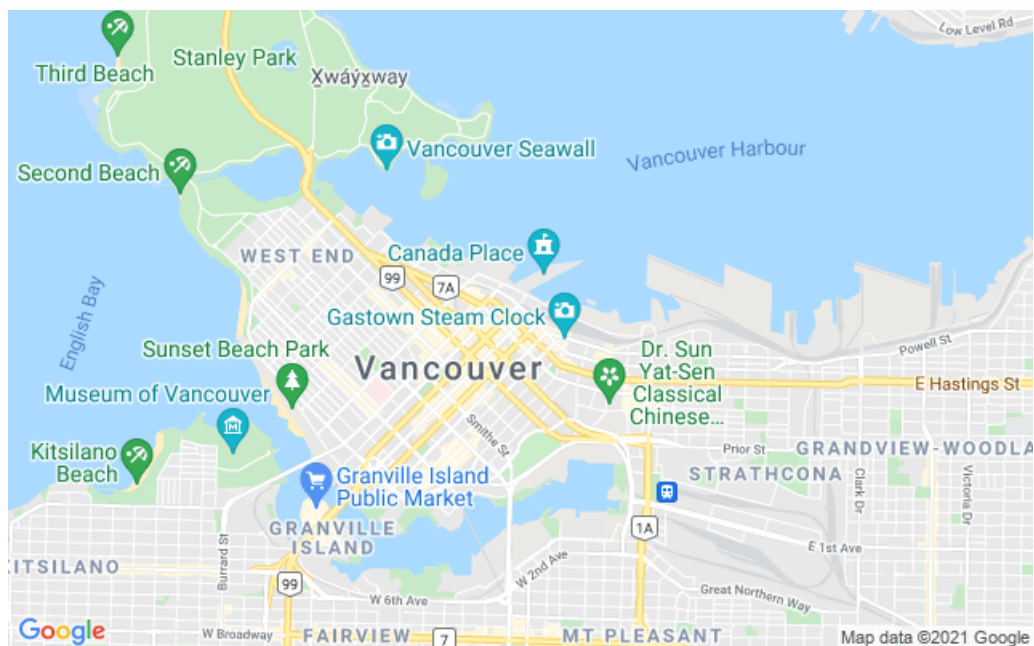 Low Level Rd
Third Beach
Stanley Park
X̱wáýx̱way
Vancouver Seawall
Vancouver Harbour
Second Beach
WEST END
99
7A
Canada Place
English Bay
Gastown Steam Clock
Powell St
Sunset Beach Park
Vancouver
Dr. Sun
Yat-Sen
Classical
Chinese...
E Hastings St
Museum of Vancouver
M
Smithe St
Kitsilano
Beach
Prior St
GRANDVIEW-WOODLA
STRATHCONA
Granville Island
Public Market
Clark Dr
Victoria Dr
GRANVILLE
ISLAND
1A
Burrard St
E 1st Ave
KITSILANO
W 2nd Ave
99
Great Northern Way
W 6th Ave
Google
W Broadway
FAIRVIEW
7
MT PLEASANT
Map data ©2021 Google